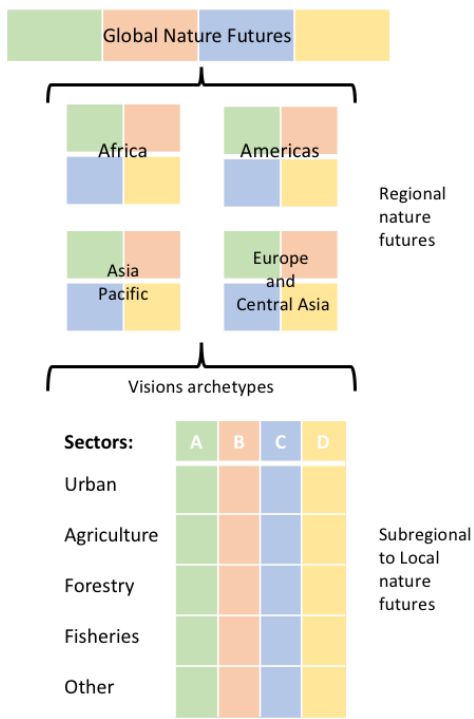 Global Nature Futures
Africa
Americas
Regional
nature
futures
Asia
Pacific
Europe
and
Central Asia
Visions archetypes
Sectors: A B C D
Urban
Agriculture
Forestry
Fisheries
Other
Subregional
to Local
nature
futures